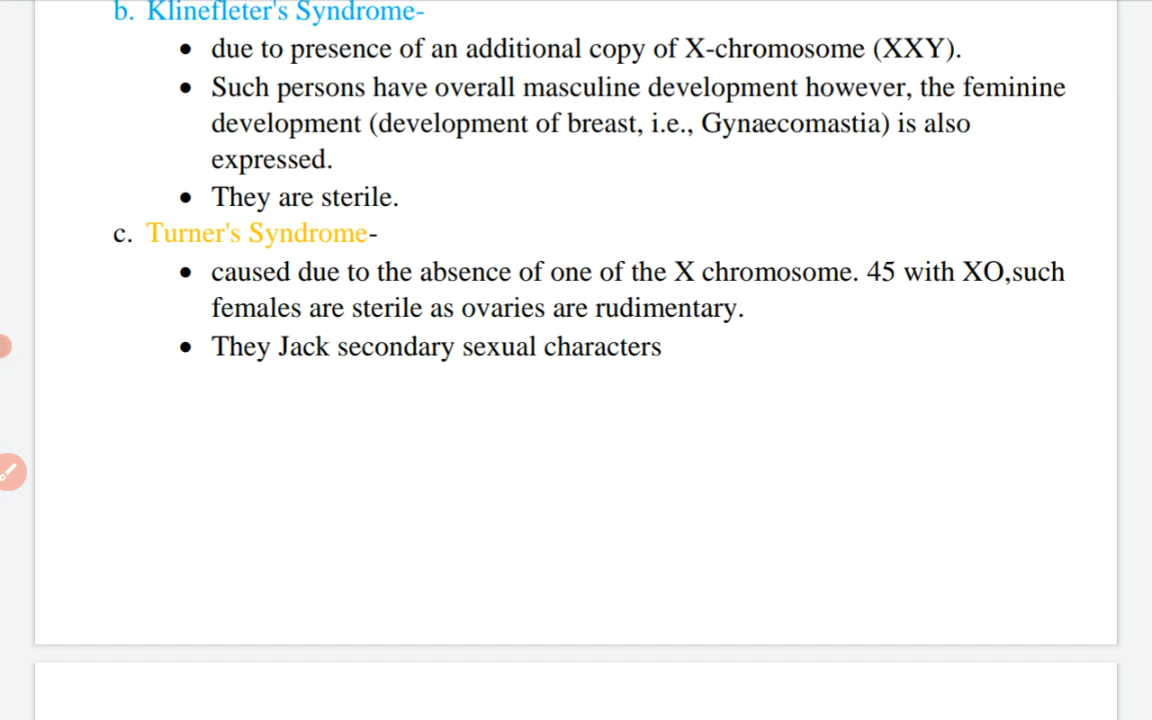 b. Klinefleter's Syndrome-
• due to presence of an additional copy of X-chromosome (XXY).
• Such persons have overall masculine development however, the feminine
development (development of breast, i.e., Gynaecomastia) is also
expressed.
• They are sterile.
c. Turner's Syndrome-
• caused due to the absence of one of the X chromosome. 45 with XO,such
females are sterile as ovaries are rudimentary.
• They Jack secondary sexual characters